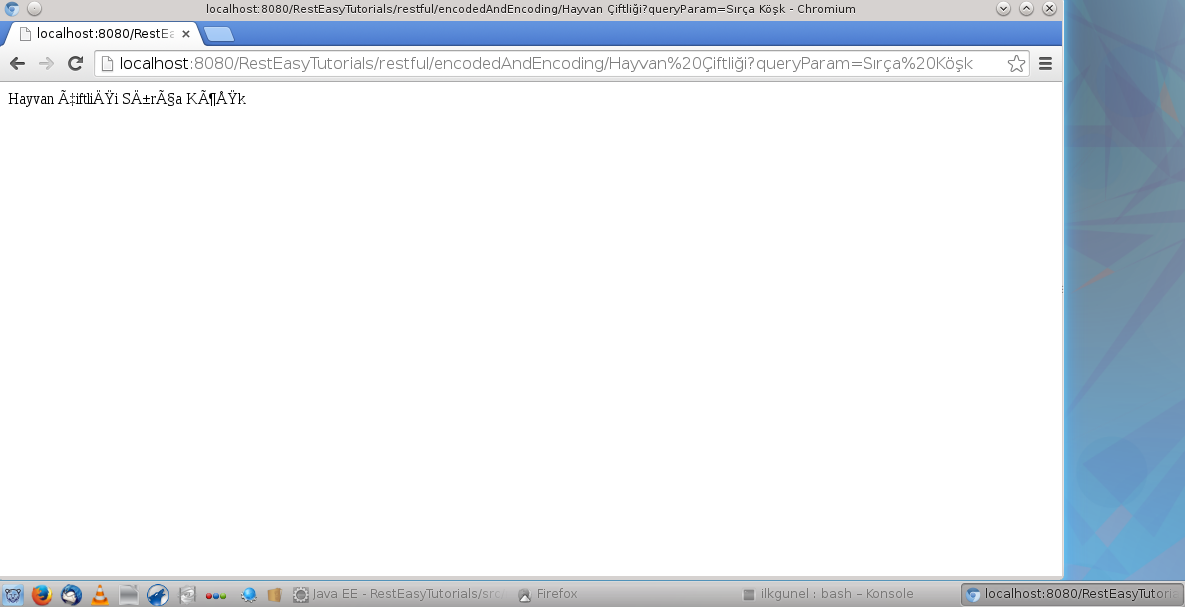 localhost:8080/RestEasyTutorials/restful/encodedAndEncoding/Hayvan Çiftliği?queryParam=Sırça Köşk - Chromium
localhost:8080/RestEa
localhost:8080/RestEasyTutorials/restful/encodedAndEncoding/Hayvan%20Çiftliği?queryParam=Sırça%20Köşk
Hayvan Ã‡iftliÄŸi SÄ±rÃ§a KÃ¶ÅŸk
Java EE - RestEasyTutorials/src/
Firefox
ilkgunel : bash – Konsole
localhost:8080/RestEasyTutori